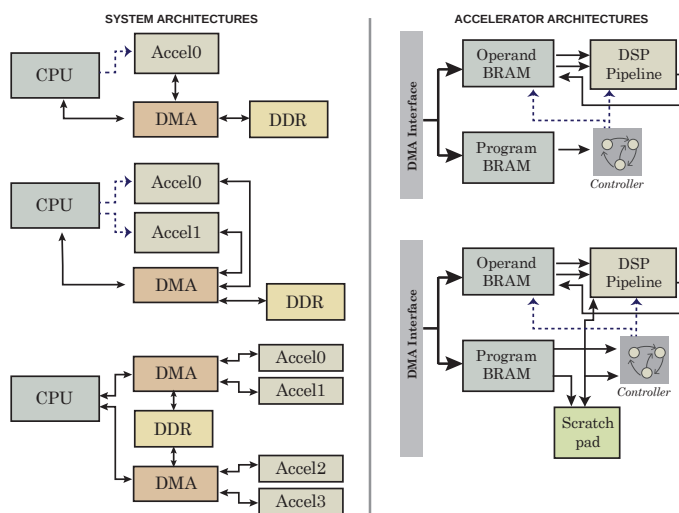 SYSTEM ARCHITECTURES
CPU
Accel0
DMA
DDR
CPU
Accel0
Accel1
DMA
DDR
CPU
DMA
Accel0
Accel1
DDR
DMA
Accel2
Accel3
ACCELERATOR ARCHITECTURES
DMA Interface
Operand
BRAM
DSP
Pipeline
Program
BRAM
Controller
DMA Interface
Operand
BRAM
DSP
Pipeline
Program
BRAM
Controller
Scratch
pad